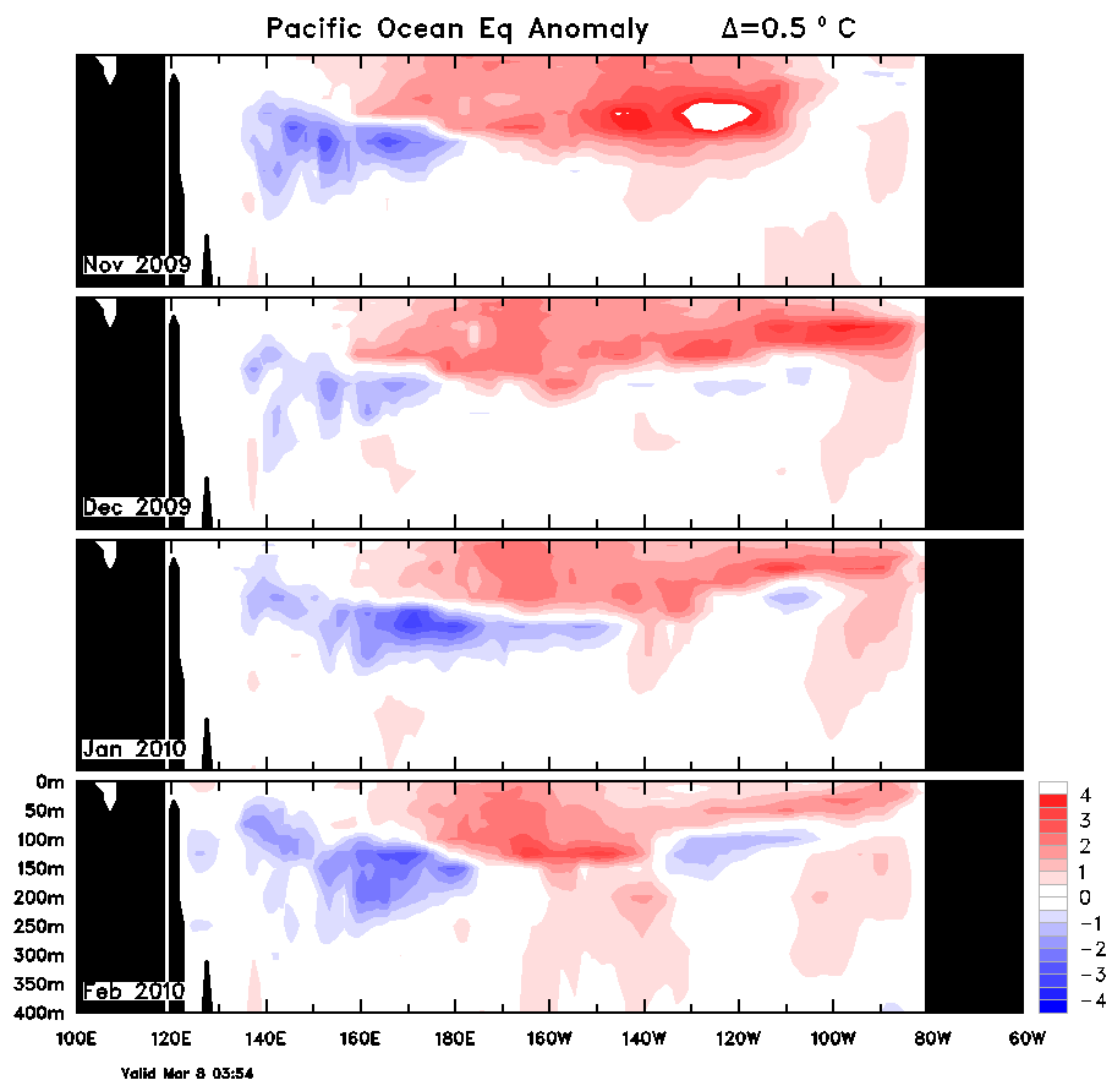 Pacific Ocean Eq Anomaly Δ=0.5 ° C
Nov 2009
Dec 2009
Jan 2010
0m
50m
100m
150m
200m
250m
300m
350m
400m
Feb 2010
4
3
2
1
0
-1
-2
-3
-4
100E 120E 140E 160E 180E 160W 140W 120W 100W 80W 60W
Valid Mar 8 03:54